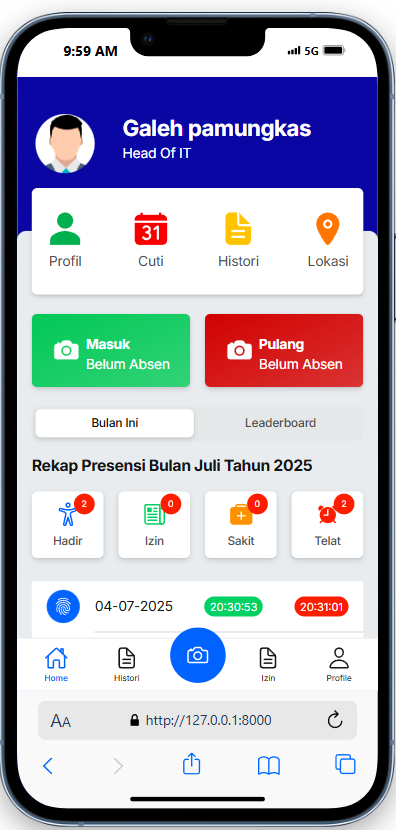 9:59 AM
5G
Galeh pamungkas
Head Of IT
31
Profil
Cuti
Histori
Lokasi
Masuk
Belum Absen
Pulang
Belum Absen
Bulan Ini
Leaderboard
Rekap Presensi Bulan Juli Tahun 2025
2
0
0
2
Hadir
Izin
Sakit
Telat
04-07-2025
20:30:53
20:31:01
Home
Histori
Izin
Profile
AA
http://127.0.0.1:8000